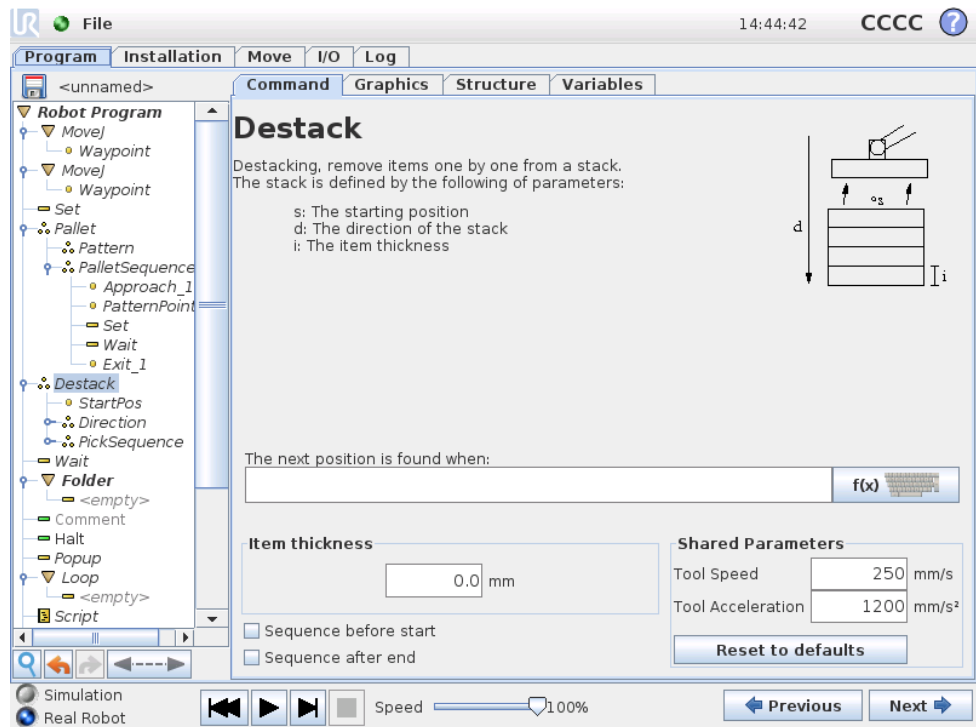 UR File 14:44:42 CCCC ?
Program Installation Move I/O Log
<unnamed>
Command Graphics Structure Variables
Robot Program
MoveJ
Waypoint
MoveJ
Waypoint
Set
Pallet
Pattern
PalletSequence
Approach_1
PatternPoint
Set
Wait
Exit_1
Destack
StartPos
Direction
PickSequence
Wait
Folder
<empty>
Comment
Halt
Popup
Loop
<empty>
Script
Destack
Destacking, remove items one by one from a stack.
The stack is defined by the following of parameters:
s: The starting position
d: The direction of the stack
i: The item thickness
s
d
i
The next position is found when:
f(x)
Item thickness
0.0 mm
Sequence before start
Sequence after end
Shared Parameters
Tool Speed 250 mm/s
Tool Acceleration 1200 mm/s²
Reset to defaults
Simulation
Real Robot
Speed 100%
Previous Next